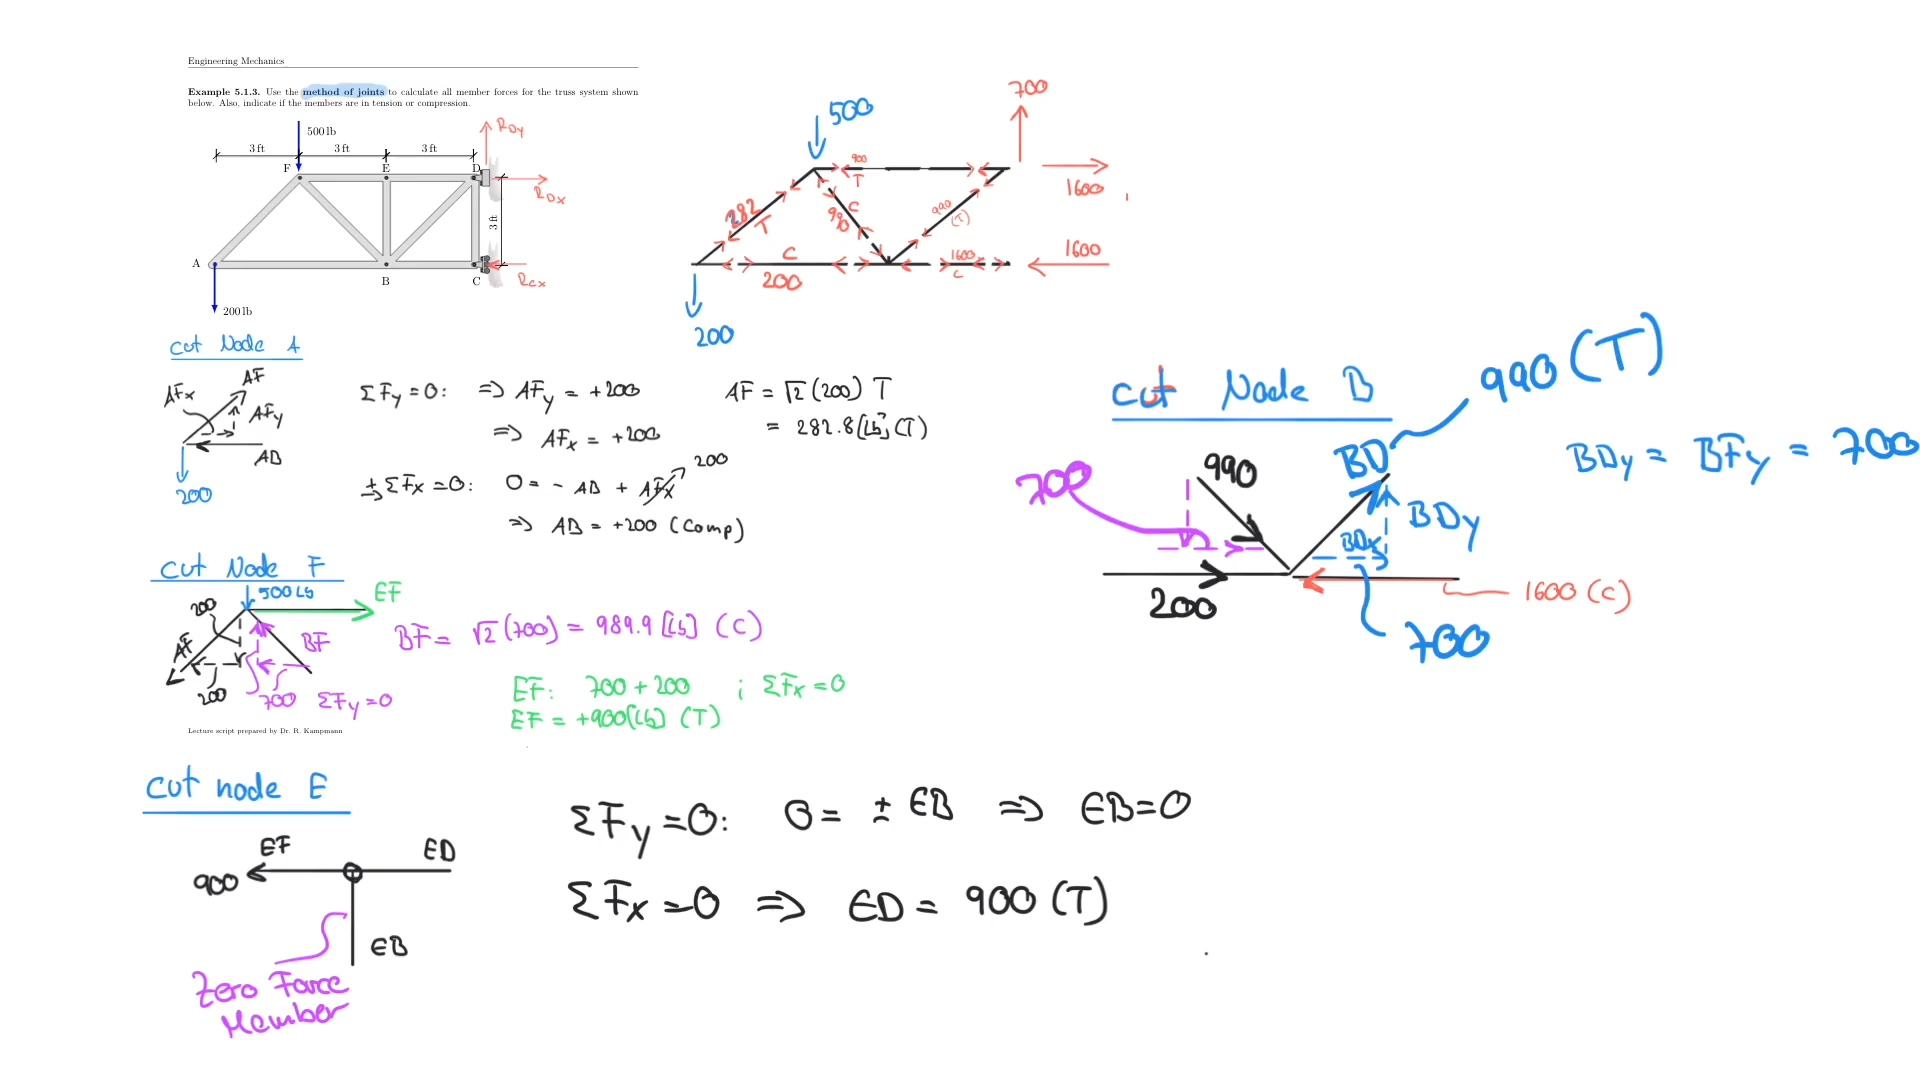 Engineering Mechanics
Example 5.1.3. Use the method of joints to calculate all member forces for the truss system shown
below. Also, indicate if the members are in tension or compression.
500 lb
3 ft 3 ft 3 ft
F E D
3 ft
A B C
200 lb
RDy
RDx
RCx
500
700
900
T
1600
282
T
C
990
990
(T)
C
200
1600
C
1600
200
cut Node A
AFx AF
AFy
AB
200
ΣFy = 0: => AFy = +200
=> AFx = +200
AF = √2 (200) T
= 282.8 [Lb] (T)
ΣFx = 0: 0 = - AB + AFx 200
=> AB = +200 (Comp)
cut Node F
500 Lb
EF
200
AF
BF
200
700 ΣFy = 0
BF = √2 (700) = 989.9 [Lb] (C)
EF: 700 + 200 ; ΣFx = 0
EF = +900 [Lb] (T)
Lecture script prepared by Dr. R. Kampmann
cut node E
EF ED
900
EB
Zero Force
Member
ΣFy = 0: 0 = ± EB => EB = 0
ΣFx = 0 => ED = 900 (T)
cut Node B
990 (T)
BDy = BFy = 700
700
990
BD
BDy
BDx
200
1600 (C)
700